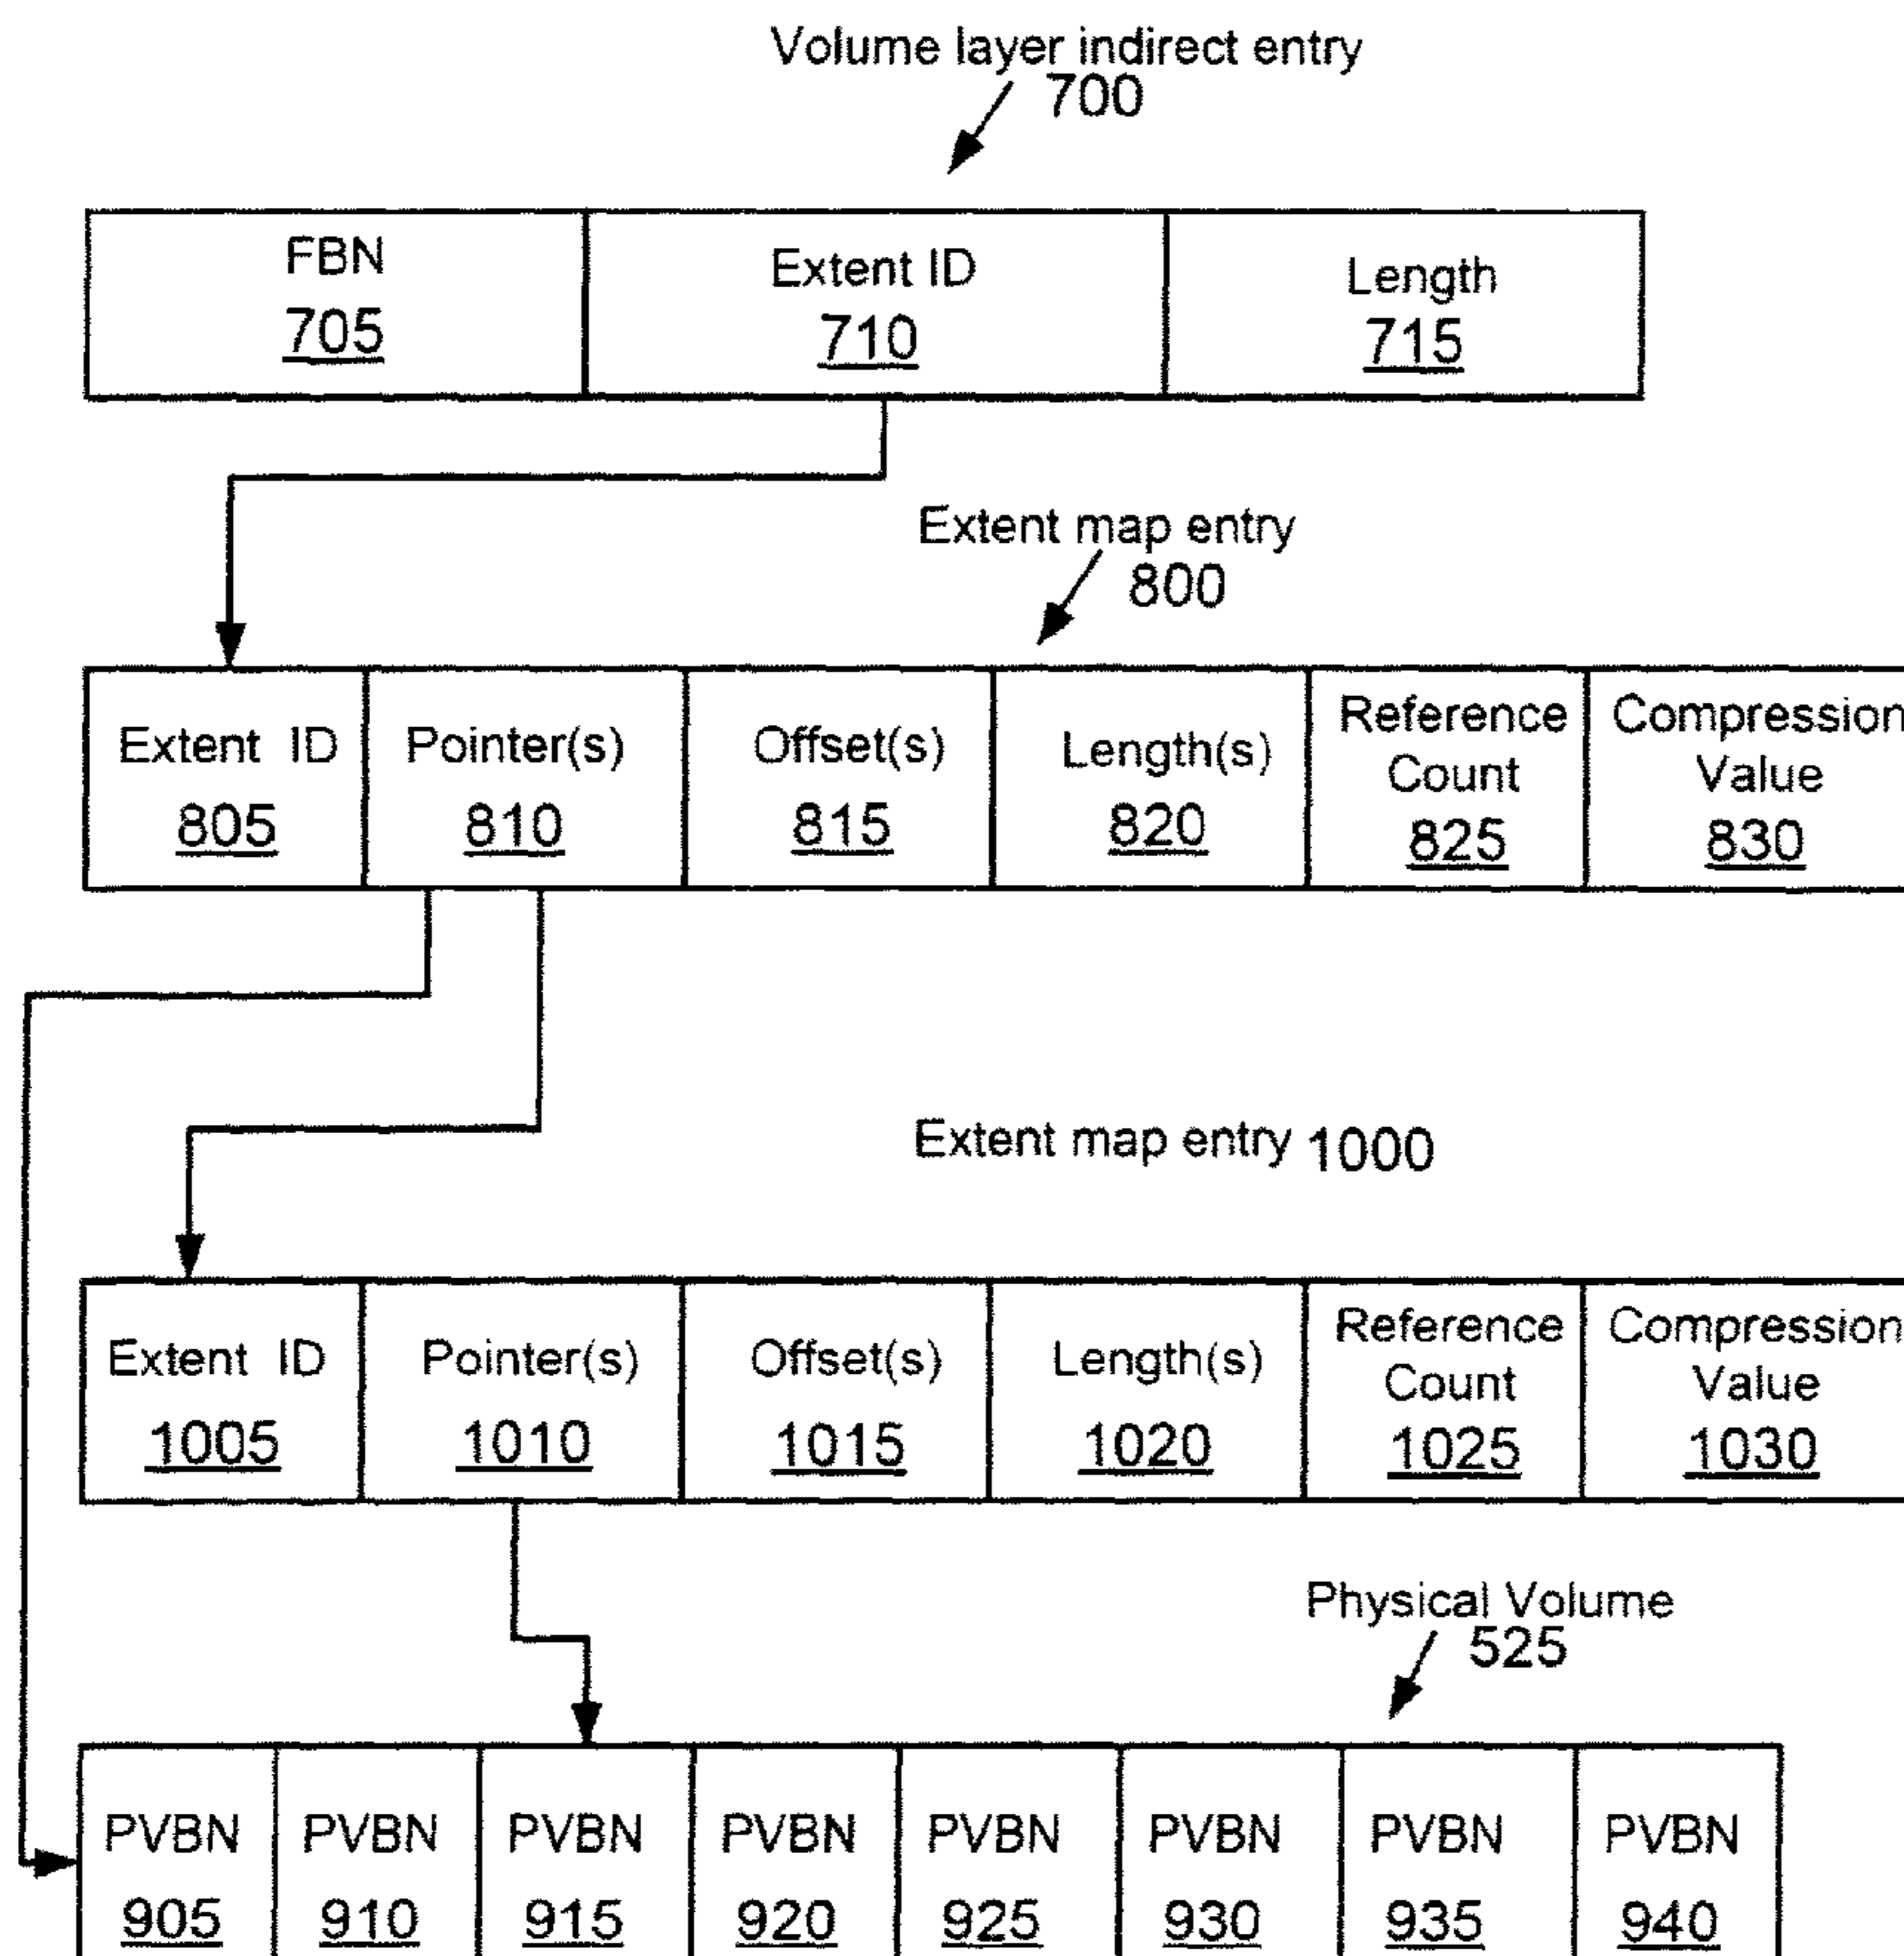 Volume layer indirect entry
700
FBN
705
Extent ID
710
Length
715
Extent map entry
800
Extent ID
805
Pointer(s)
810
Offset(s)
815
Length(s)
820
Reference
Count
825
Compression
Value
830
Extent map entry 1000
Extent ID
1005
Pointer(s)
1010
Offset(s)
1015
Length(s)
1020
Reference
Count
1025
Compression
Value
1030
Physical Volume
525
PVBN
905
PVBN
910
PVBN
915
PVBN
920
PVBN
925
PVBN
930
PVBN
935
PVBN
940